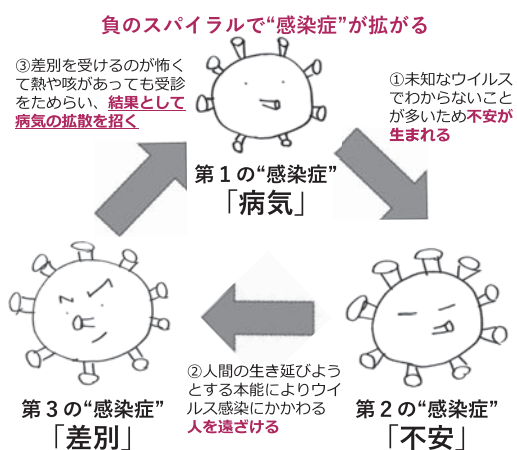 負のスパイラルで“感染症”が拡がる
③差別を受けるのが怖く
て熱や咳があっても受診
をためらい、結果として
病気の拡散を招く
①未知なウイルス
でわからないこと
が多いため不安が
生まれる
第１の“感染症”
「病気」
②人間の生き延びよう
とする本能によりウイ
ルス感染にかかわる
人を遠ざける
第３の“感染症”
「差別」
第２の“感染症”
「不安」